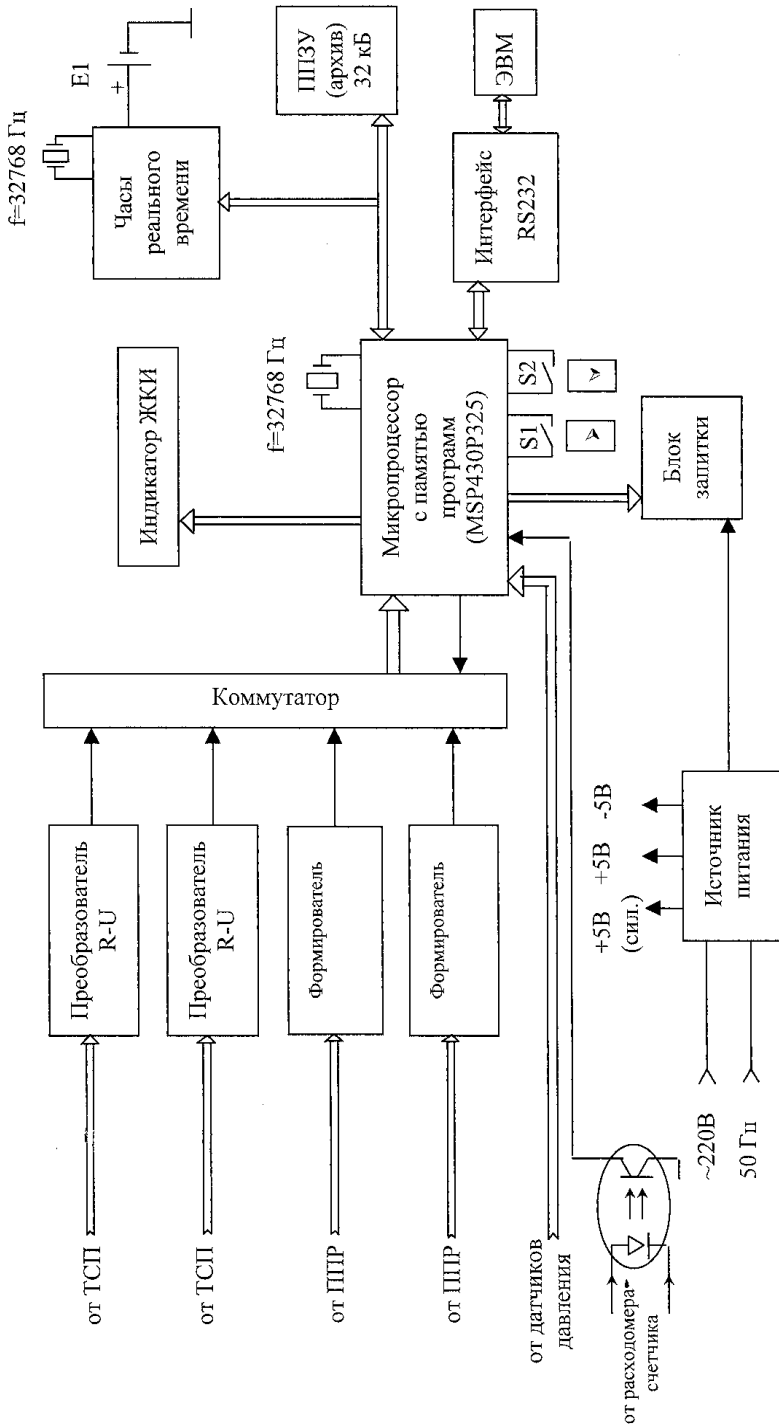 от ТСП
от ТСП
от ППР
от ППР
от датчиков
давления
от расходомера-
счетчика
Преобразователь
R-U
Преобразователь
R-U
Формирователь
Формирователь
Коммутатор
Индикатор ЖКИ
f=32768 Гц
Микропроцессор
с памятью
программ
(MSP430P325)
S1
S2
f=32768 Гц
Часы
реального
времени
E1
+
ППЗУ
(архив)
32 кБ
Интерфейс
RS232
ЭВМ
Блок
запитки
+5В
(сил.)
+5В
-5В
Источник
питания
~220В
50 Гц